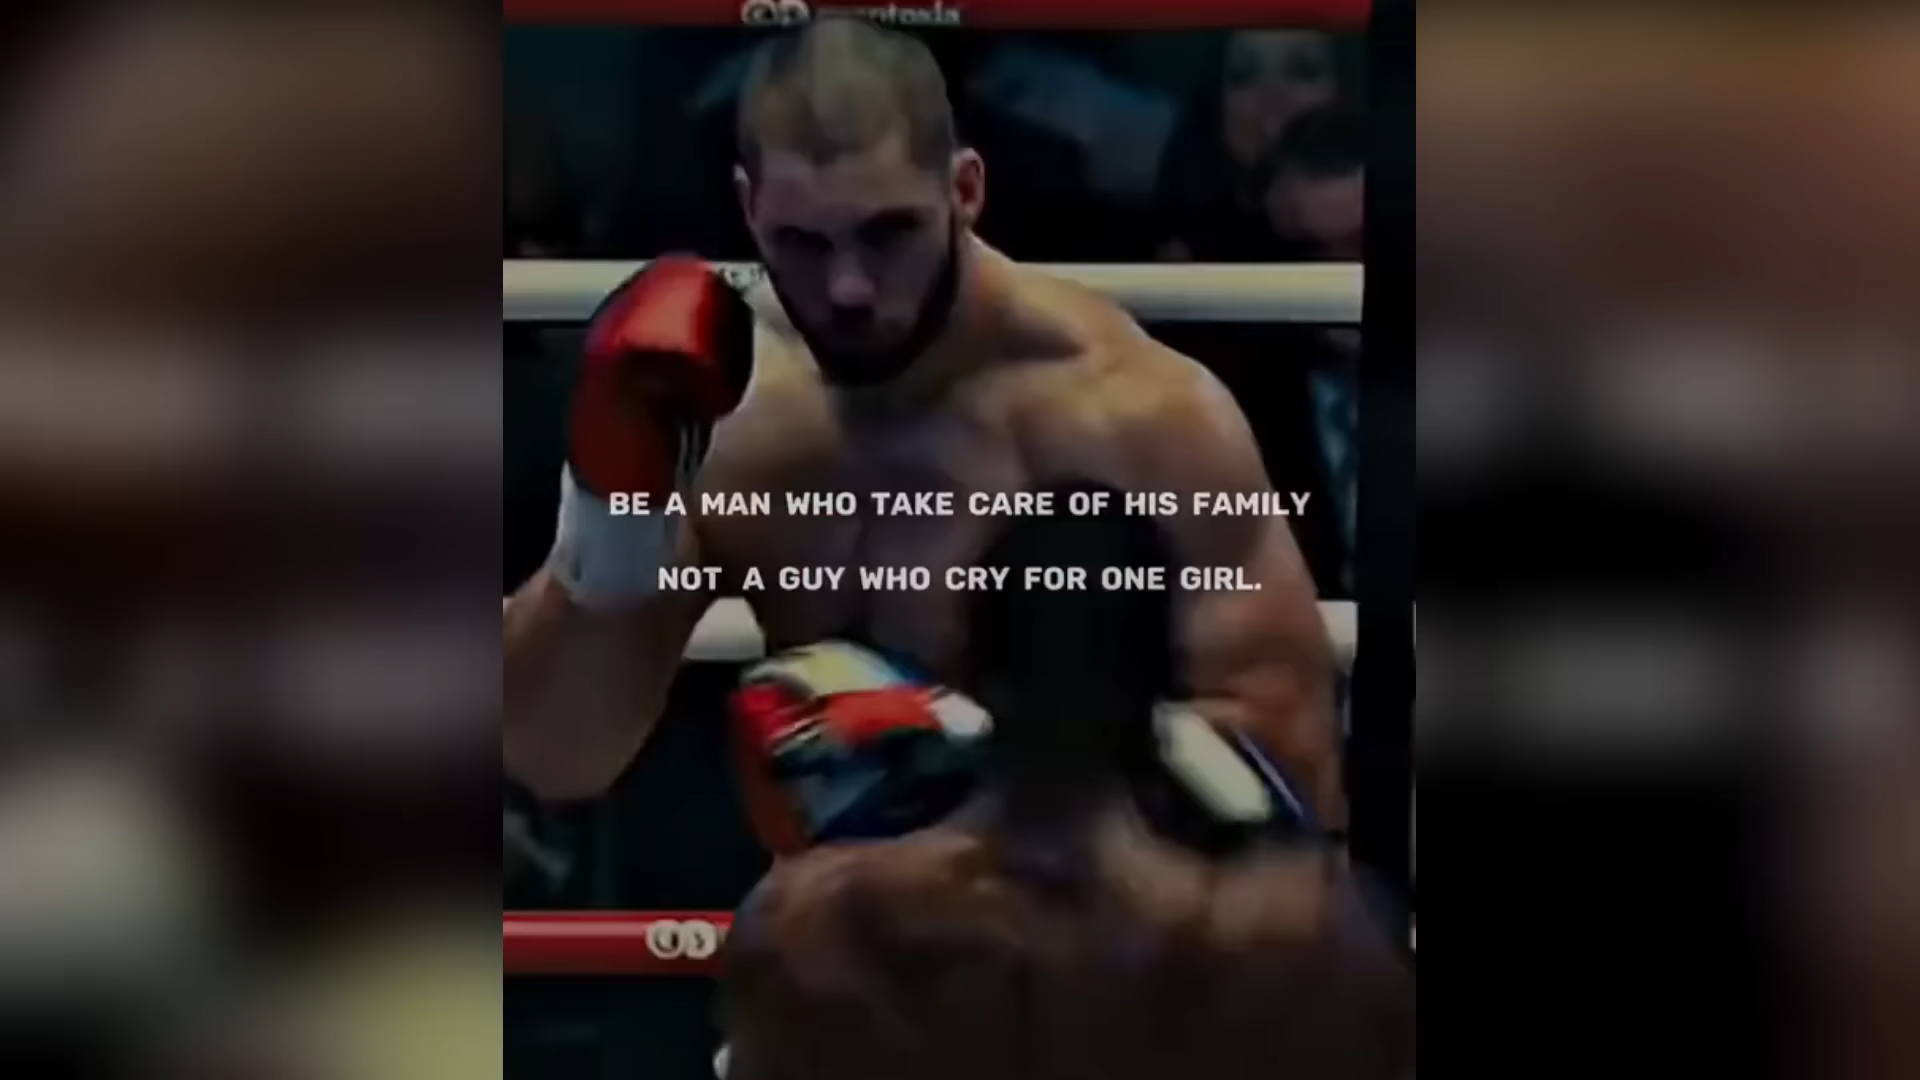 BE A MAN WHO TAKE CARE OF HIS FAMILY
NOT A GUY WHO CRY FOR ONE GIRL.